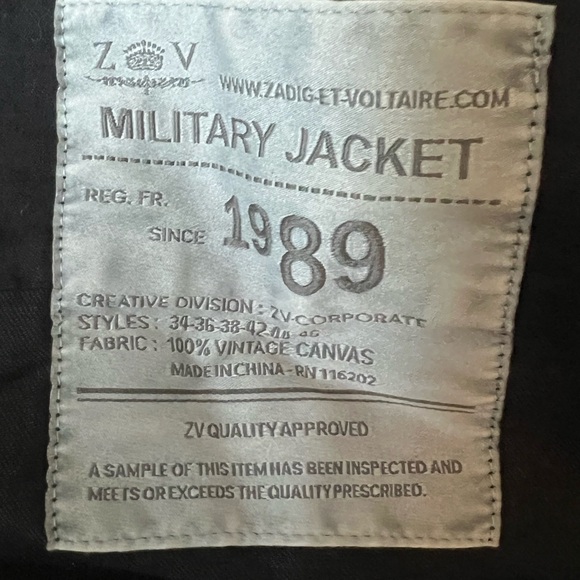 Z V
WWW.ZADIG-ET-VOLTAIRE.COM
MILITARY JACKET
REG. FR.
SINCE 1989
CREATIVE DIVISION : ZV-CORPORATE
STYLES : 34-36-38-42-44-46
FABRIC : 100% VINTAGE CANVAS
MADE IN CHINA - RN 116202
ZV QUALITY APPROVED
A SAMPLE OF THIS ITEM HAS BEEN INSPECTED AND
MEETS OR EXCEEDS THE QUALITY PRESCRIBED.